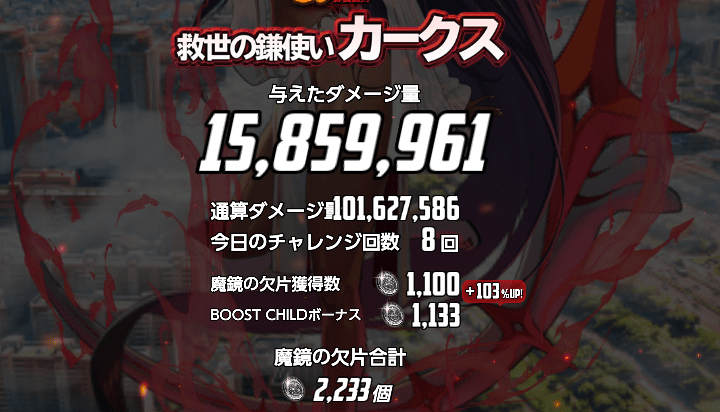 救世の鎌使い カークス
与えたダメージ量
15,859,961
通算ダメージ量 101,627,586
今日のチャレンジ回数 8 回
魔鏡の欠片獲得数 1,100 +103%UP!
BOOST CHILDボーナス 1,133
魔鏡の欠片合計
2,233個